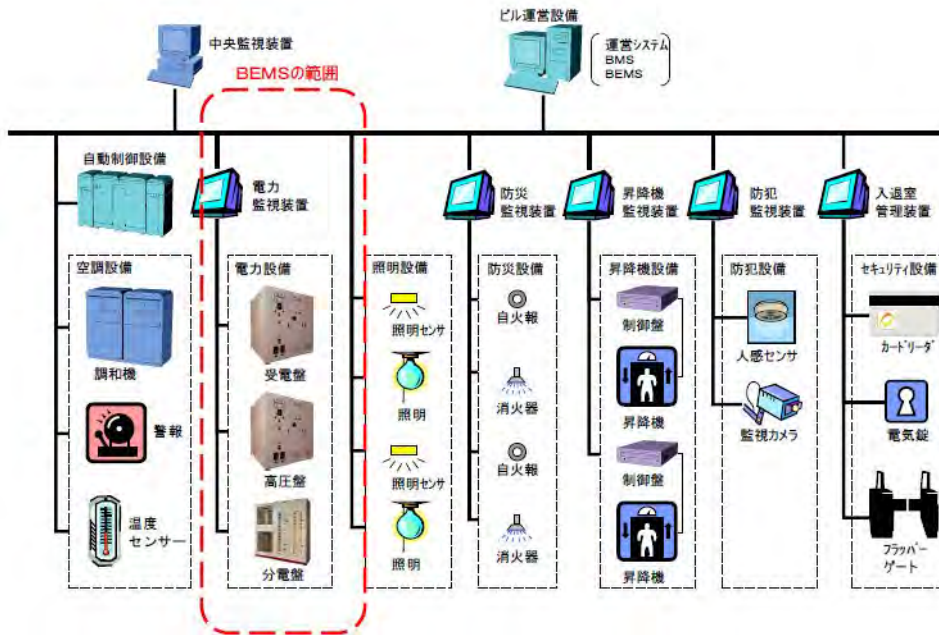 ビル運営設備
中央監視装置
運営システム
BMS
BEMS
BEMSの範囲
自動制御設備
電力
監視装置
防災
監視装置
昇降機
監視装置
防犯
監視装置
入退室
管理装置
空調設備
電力設備
照明設備
防災設備
昇降機設備
防犯設備
セキュリティ設備
調和機
警報
温度
センサー
受電盤
高圧盤
分電盤
照明センサ
照明
照明センサ
照明
自火報
消火器
自火報
消火器
制御盤
昇降機
制御盤
昇降機
人感センサ
監視カメラ
カードリーダ
電気錠
フラッパー
ゲート